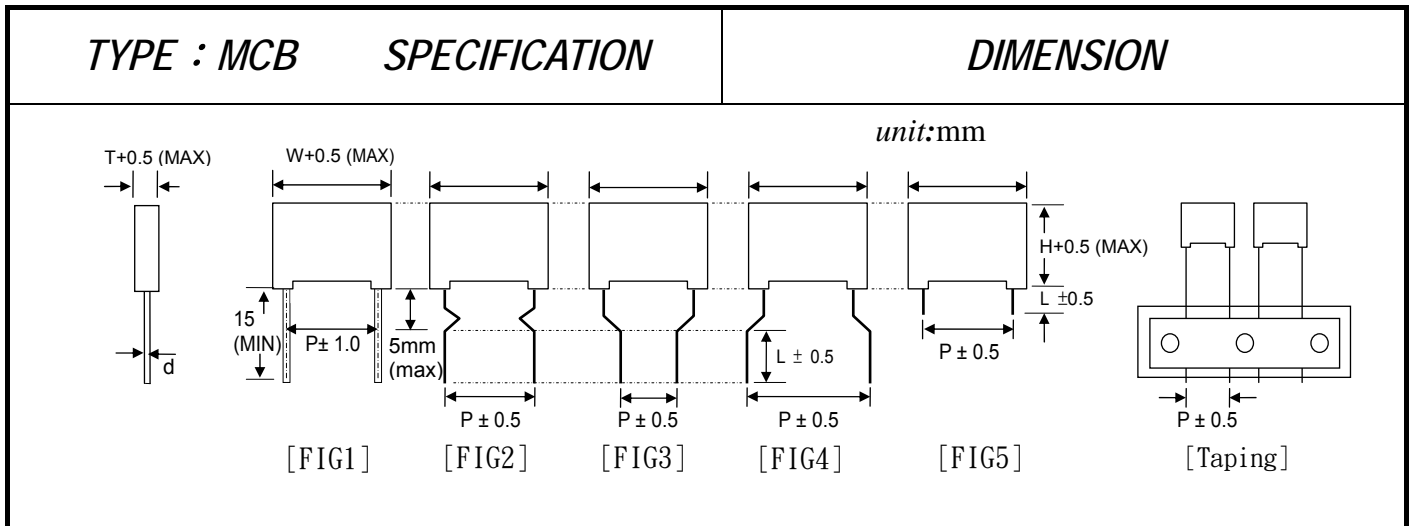 TYPE：MCB SPECIFICATION DIMENSION
unit:mm
T+0.5 (MAX) W+0.5 (MAX)
H+0.5 (MAX)
L ±0.5
15
(MIN)
P± 1.0
d
5mm
(max)
L ± 0.5
P ± 0.5
P ± 0.5 P ± 0.5 P ± 0.5 P ± 0.5
[FIG1] [FIG2] [FIG3] [FIG4] [FIG5] [Taping]